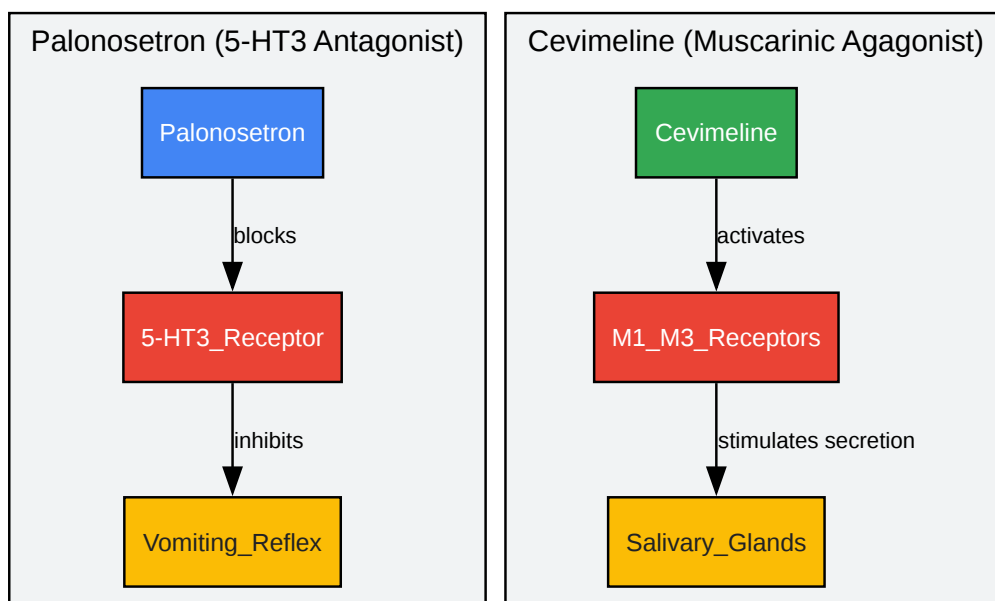 Palonosetron (5-HT3 Antagonist)
Palonosetron
blocks
5-HT3_Receptor
inhibits
Vomiting_Reflex
Cevimeline (Muscarinic Agagonist)
Cevimeline
activates
M1_M3_Receptors
stimulates secretion
Salivary_Glands